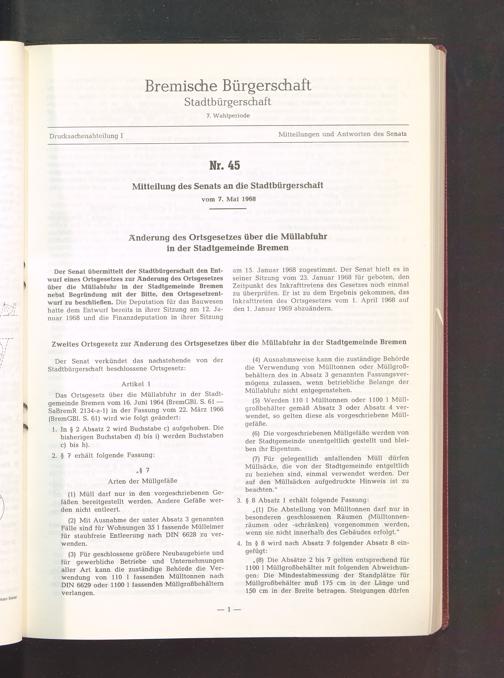 Bremische Bürgerschaft
Stadtbürgerschaft
7. Wahlperiode
Drucksachenabteilung I
Mitteilungen und Antworten des Senats
Nr. 45
Mitteilung des Senats an die Stadtbürgerschaft
vom 7. Mai 1968
Änderung des Ortsgesetzes über die Müllabfuhr
in der Stadtgemeinde Bremen
Der Senat übermittelt der Stadtbürgerschaft den Ent-
wurf eines Ortsgesetzes zur Änderung des Ortsgesetzes
über die Müllabfuhr in der Stadtgemeinde Bremen
nebst Begründung mit der Bitte, den Ortsgesetzent-
wurf zu beschließen. Die Deputation für das Bauwesen
hatte dem Entwurf bereits in ihrer Sitzung am 12. Ja-
nuar 1968 und die Finanzdeputation in ihrer Sitzung
am 15. Januar 1968 zugestimmt. Der Senat hielt es in
seiner Sitzung vom 23. Januar 1968 für geboten, den
Zeitpunkt des Inkrafttretens des Gesetzes noch einmal
zu überprüfen. Er ist zu dem Ergebnis gekommen, das
Inkrafttreten des Ortsgesetzes vom 1. April 1968 auf
den 1. Januar 1969 abzuändern.
Zweites Ortsgesetz zur Änderung des Ortsgesetzes über die Müllabfuhr in der Stadtgemeinde Bremen
Der Senat verkündet das nachstehende von der
Stadtbürgerschaft beschlossene Ortsgesetz:
Artikel 1
Das Ortsgesetz über die Müllabfuhr in der Stadt-
gemeinde Bremen vom 16. Juni 1964 (BremGBl. S. 61 —
SaBremR 2134-a-1) in der Fassung vom 22. März 1966
(BremGBl. S. 61) wird wie folgt geändert:
1. In § 2 Absatz 2 wird Buchstabe c) aufgehoben. Die
bisherigen Buchstaben d) bis i) werden Buchstaben
c) bis h).
2. § 7 erhält folgende Fassung:
„§ 7
Arten der Müllgefäße
(1) Müll darf nur in den vorgeschriebenen Ge-
fäßen bereitgestellt werden. Andere Gefäße wer-
den nicht entleert.
(2) Mit Ausnahme der unter Absatz 3 genannten
Fälle sind für Wohnungen 35 l fassende Mülleimer
für staubfreie Entleerung nach DIN 6628 zu ver-
wenden.
(3) Für geschlossene größere Neubaugebiete und
für gewerbliche Betriebe und Unternehmungen
aller Art kann die zuständige Behörde die Ver-
wendung von 110 l fassenden Mülltonnen nach
DIN 6629 oder 1100 l fassenden Müllgroßbehältern
verlangen.
(4) Ausnahmsweise kann die zuständige Behörde
die Verwendung von Mülltonnen oder Müllgroß-
behältern des in Absatz 3 genannten Fassungsver-
mögens zulassen, wenn betriebliche Belange der
Müllabfuhr nicht entgegenstehen.
(5) Werden 110 l Mülltonnen oder 1100 l Müll-
großbehälter gemäß Absatz 3 oder Absatz 4 ver-
wendet, so gelten diese als vorgeschriebene Müll-
gefäße.
(6) Die vorgeschriebenen Müllgefäße werden von
der Stadtgemeinde unentgeltlich gestellt und blei-
ben ihr Eigentum.
(7) Für gelegentlich anfallenden Müll dürfen
Müllsäcke, die von der Stadtgemeinde entgeltlich
zu beziehen sind, einmal verwendet werden. Der
auf den Müllsäcken aufgedruckte Hinweis ist zu
beachten."
3. § 8 Absatz 1 erhält folgende Fassung:
„(1) Die Abstellung von Mülltonnen darf nur in
besonderen geschlossenen Räumen (Mülltonnen-
räumen oder -schränken) vorgenommen werden,
wenn sie nicht innerhalb des Gebäudes erfolgt."
4. In § 8 wird nach Absatz 7 folgender Absatz 8 ein-
gefügt:
„(8) Die Absätze 2 bis 7 gelten entsprechend für
1100 l Müllgroßbehälter mit folgenden Abweichun-
gen: Die Mindestabmessung der Standplätze für
Müllgroßbehälter muß 175 cm in der Länge und
150 cm in der Breite betragen. Steigungen dürfen
— 1 —